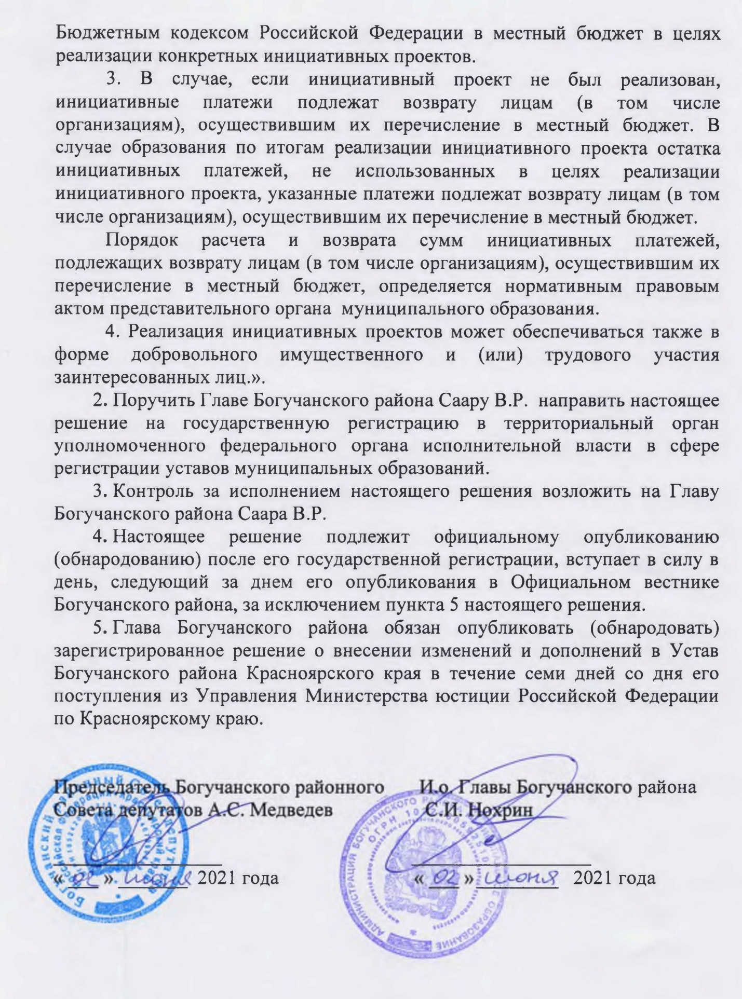 Бюджетным кодексом Российской Федерации в местный бюджет в целях
реализации конкретных инициативных проектов.
3. В случае, если инициативный проект не был реализован,
инициативные платежи подлежат возврату лицам (в том числе
организациям), осуществившим их перечисление в местный бюджет. В
случае образования по итогам реализации инициативного проекта остатка
инициативных платежей, не использованных в целях реализации
инициативного проекта, указанные платежи подлежат возврату лицам (в том
числе организациям), осуществившим их перечисление в местный бюджет.
Порядок расчета и возврата сумм инициативных платежей,
подлежащих возврату лицам (в том числе организациям), осуществившим их
перечисление в местный бюджет, определяется нормативным правовым
актом представительного органа муниципального образования.
4. Реализация инициативных проектов может обеспечиваться также в
форме добровольного имущественного и (или) трудового участия
заинтересованных лиц.».
2. Поручить Главе Богучанского района Саару В.Р. направить настоящее
решение на государственную регистрацию в территориальный орган
уполномоченного федерального органа исполнительной власти в сфере
регистрации уставов муниципальных образований.
3. Контроль за исполнением настоящего решения возложить на Главу
Богучанского района Саара В.Р.
4. Настоящее решение подлежит официальному опубликованию
(обнародованию) после его государственной регистрации, вступает в силу в
день, следующий за днем его опубликования в Официальном вестнике
Богучанского района, за исключением пункта 5 настоящего решения.
5. Глава Богучанского района обязан опубликовать (обнародовать)
зарегистрированное решение о внесении изменений и дополнений в Устав
Богучанского района Красноярского края в течение семи дней со дня его
поступления из Управления Министерства юстиции Российской Федерации
по Красноярскому краю.
Председатель Богучанского районного
Совета депутатов А.С. Медведев
« 02 » июня 2021 года
И.о. Главы Богучанского района
С.И. Нохрин
« 02 » июня 2021 года
АДМИНИСТРАЦИЯ БОГУЧАНСКОГО
ОБРАЗОВАНИЕ
ОГРН